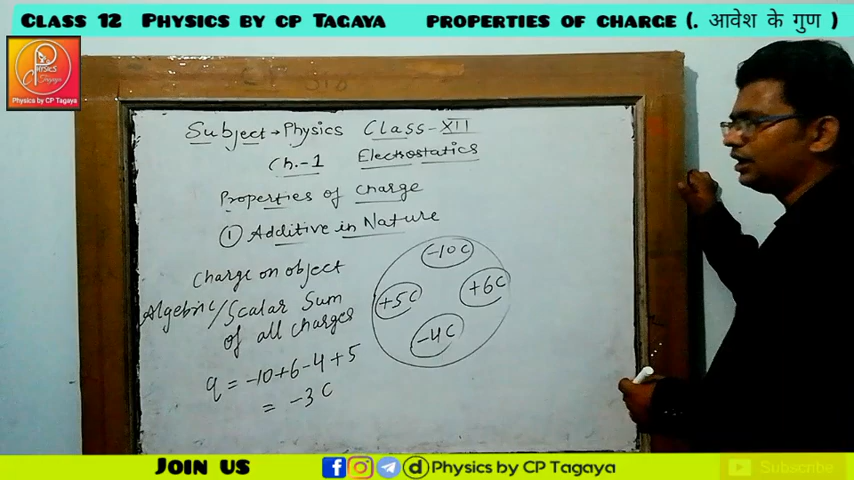 CLASS 12 PHYSICS BY CP TAGAYA PROPERTIES OF CHARGE (. आवेश के गुण )
PHYSICS
Tagaya
Physics by CP Tagaya
Subject → Physics Class - XII
Ch.-1 Electrostatics
Properties of charge
① Additive in Nature
Charge on object
Algebric/Scalar Sum
of all charges
q = -10+6-4+5
= -3C
-10C
+5C +6C
-4C
JOIN US Physics by CP Tagaya Subscribe